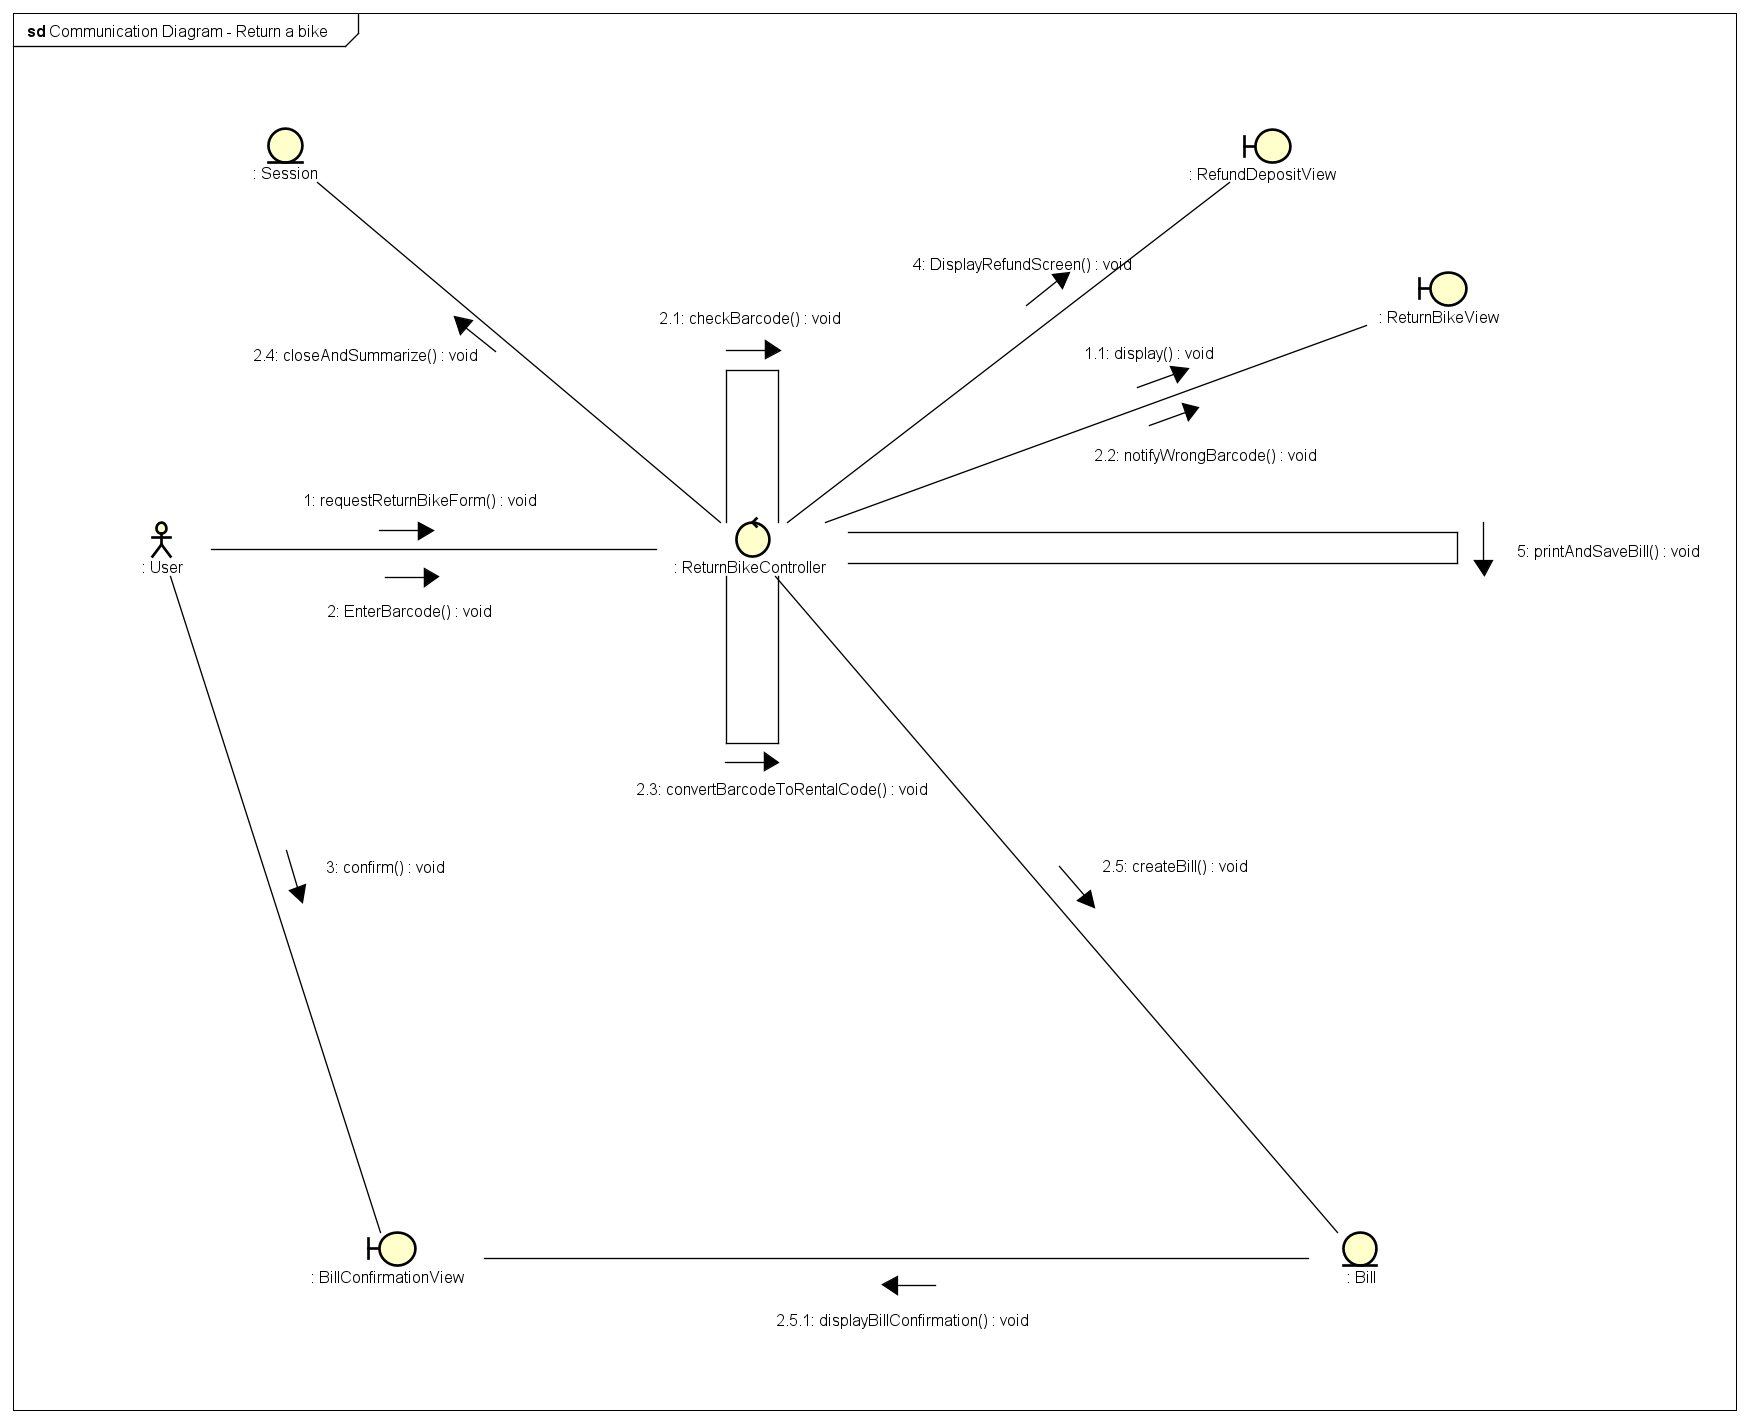 sd Communication Diagram - Return a bike
: Session
: RefundDepositView
4: DisplayRefundScreen() : void
: ReturnBikeView
2.1: checkBarcode() : void
2.4: closeAndSummarize() : void
1.1: display() : void
2.2: notifyWrongBarcode() : void
1: requestReturnBikeForm() : void
5: printAndSaveBill() : void
: User
: ReturnBikeController
2: EnterBarcode() : void
2.3: convertBarcodeToRentalCode() : void
3: confirm() : void
2.5: createBill() : void
: BillConfirmationView
: Bill
2.5.1: displayBillConfirmation() : void